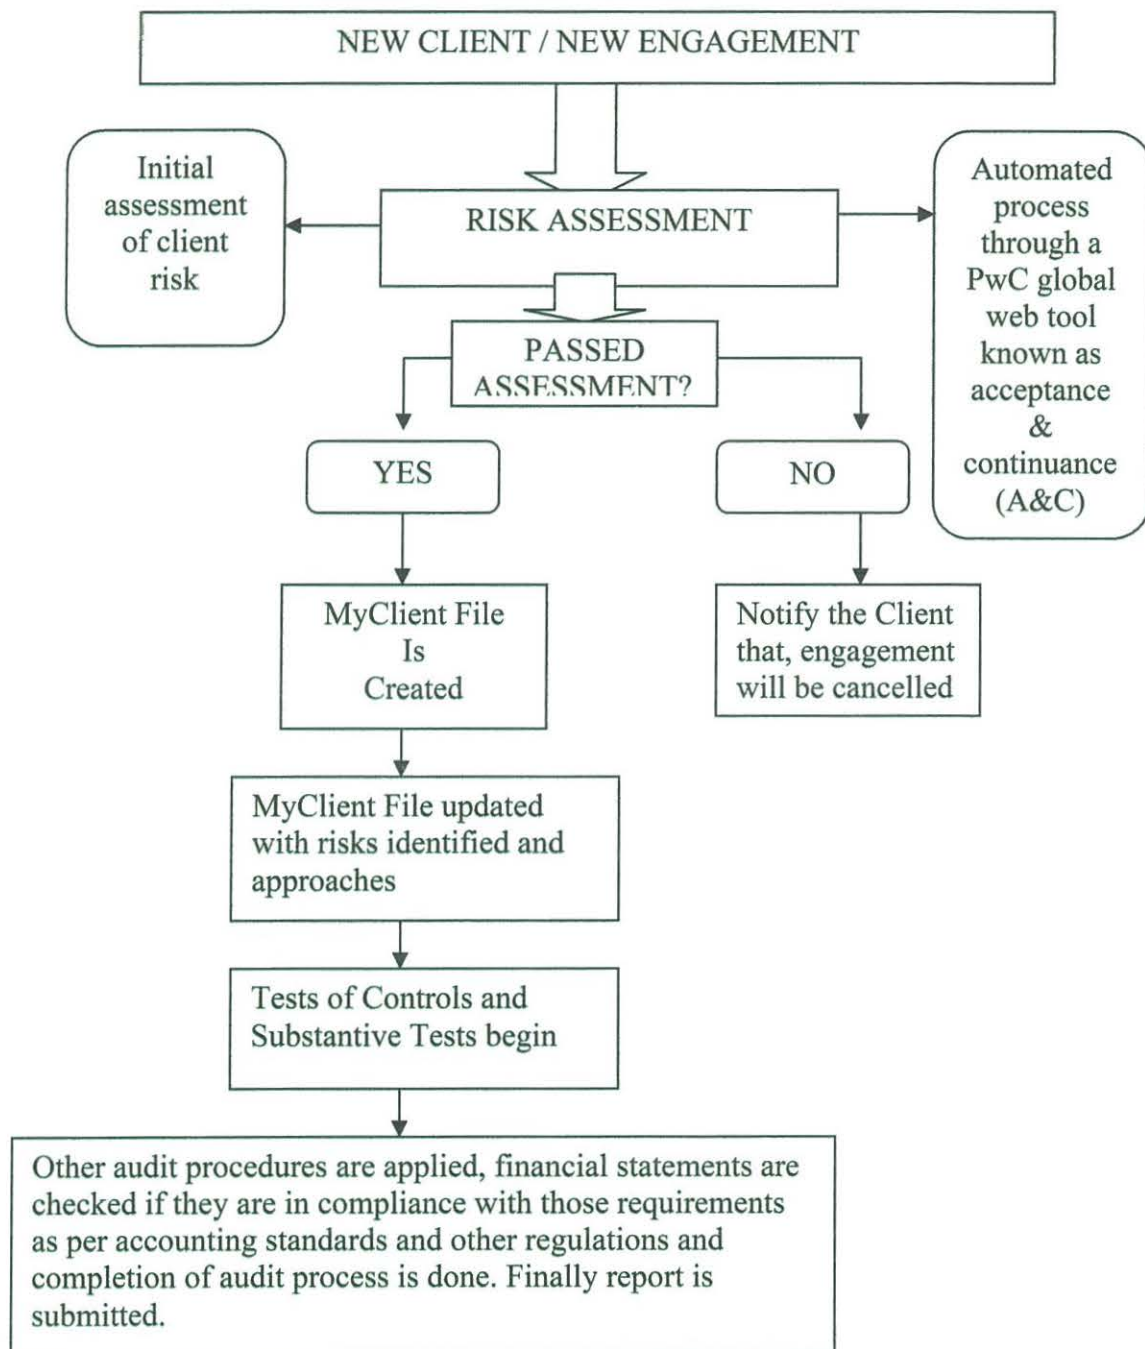 NEW CLIENT / NEW ENGAGEMENT
Initial
assessment
of client
risk
RISK ASSESSMENT
Automated
process
through a
PwC global
web tool
known as
acceptance
&
continuance
(A&C)
PASSED
ASSESSMENT?
YES
NO
MyClient File
Is
Created
Notify the Client
that, engagement
will be cancelled
MyClient File updated
with risks identified and
approaches
Tests of Controls and
Substantive Tests begin
Other audit procedures are applied, financial statements are
checked if they are in compliance with those requirements
as per accounting standards and other regulations and
completion of audit process is done. Finally report is
submitted.